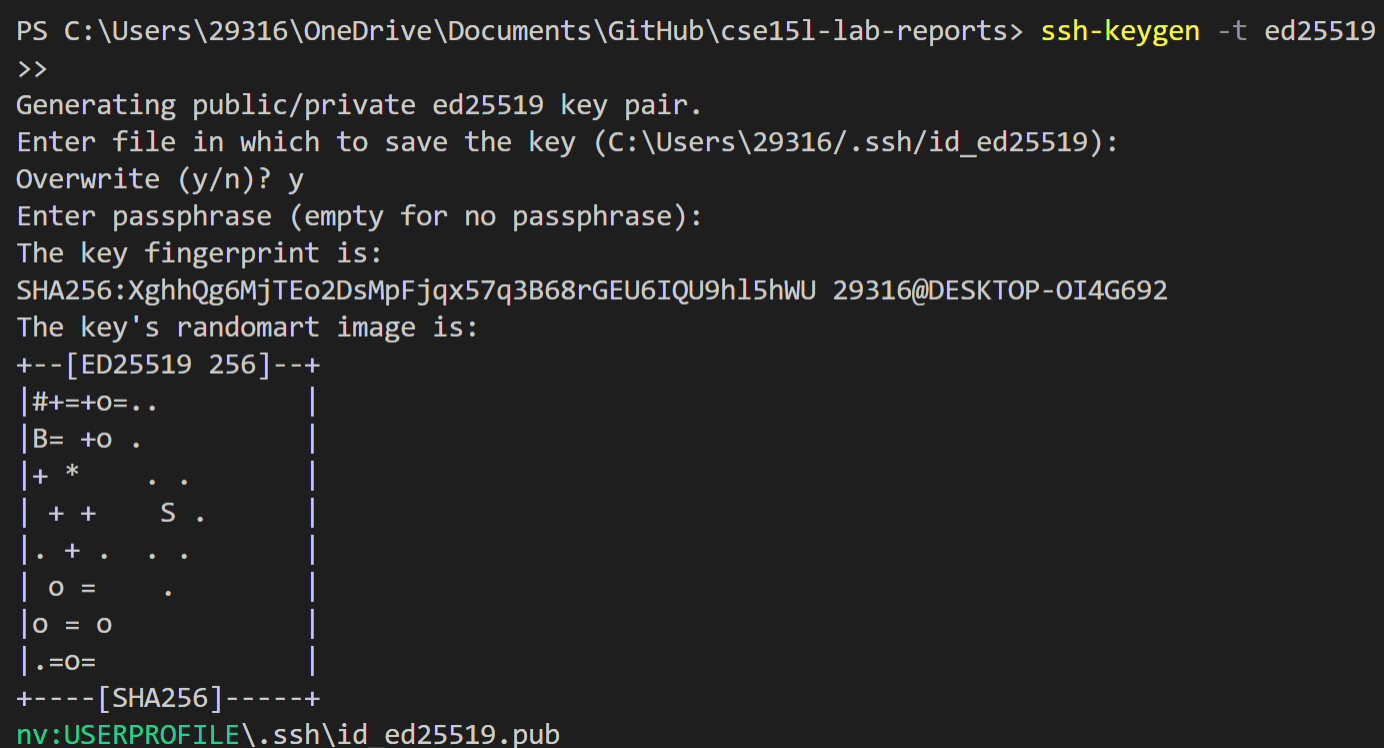 PS C:\Users\29316\OneDrive\Documents\GitHub\cse15l-lab-reports> ssh-keygen -t ed25519
>>
Generating public/private ed25519 key pair.
Enter file in which to save the key (C:\Users\29316/.ssh/id_ed25519):
Overwrite (y/n)? y
Enter passphrase (empty for no passphrase):
The key fingerprint is:
SHA256:XghhQg6MjTEo2DsMpFjqx57q3B68rGEU6IQU9hl5hWU 29316@DESKTOP-OI4G692
The key's randomart image is:
+--[ED25519 256]--+
|#+=+o=..         |
|B= +o .          |
|+ *    . .       |
| + +    S .      |
|. + .  . .       |
| o =    .        |
|o = o            |
|.=o=             |
+----[SHA256]-----+
nv:USERPROFILE\.ssh\id_ed25519.pub